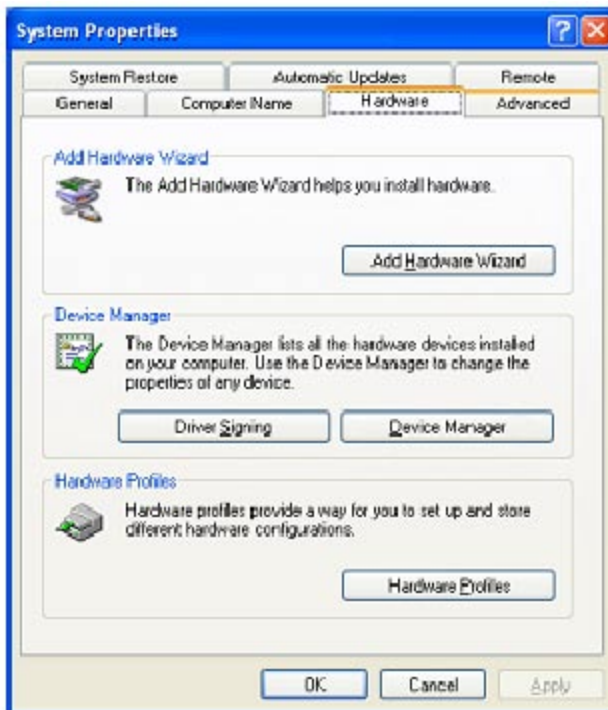 System Properties
System Restore
Automatic Updates
Remote
General
Computer Name
Hardware
Advanced
Add Hardware Wizard
The Add Hardware Wizard helps you install hardware.
Add Hardware Wizard
Device Manager
The Device Manager lists all the hardware devices installed
on your computer. Use the Device Manager to change the
properties of any device.
Driver Signing
Device Manager
Hardware Profiles
Hardware profiles provide a way for you to set up and store
different hardware configurations.
Hardware Profiles
OK
Cancel
Apply